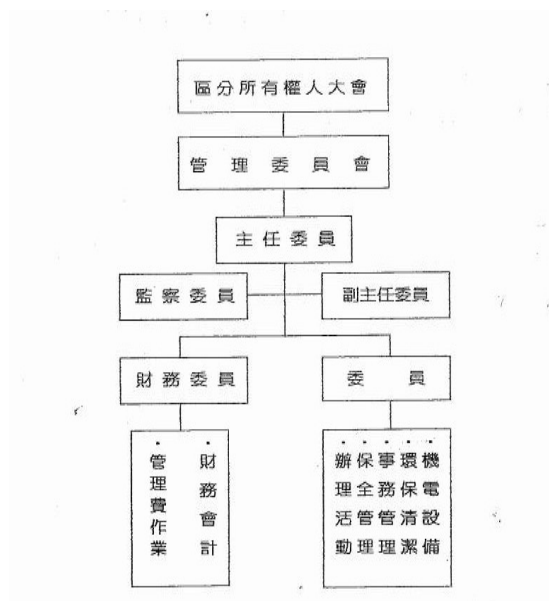 區分所有權人大會
管理委員會
主任委員
監察委員
副主任委員
財務委員
委員
・財務會計
・管理費作業
・機電設備
・環保清潔
・事務管理
・保全管理
・辦理活動